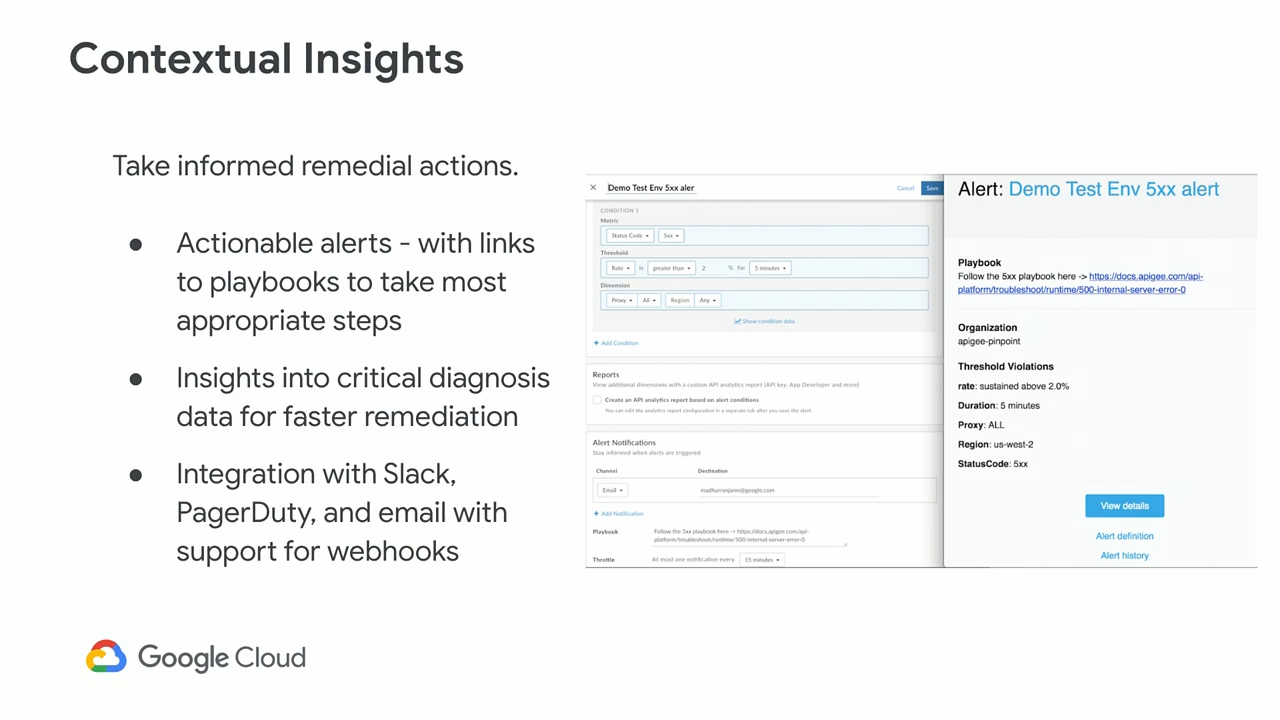 Contextual Insights
Take informed remedial actions.
● Actionable alerts - with links
to playbooks to take most
appropriate steps
● Insights into critical diagnosis
data for faster remediation
● Integration with Slack,
PagerDuty, and email with
support for webhooks
Google Cloud
× Demo Test Env 5xx aler Cancel Save
CONDITION 1
Metric
Status Code 5xx
Threshold
Rate is greater than 2 % For 5 minutes
Dimension
Proxy All Region Any
Show condition data
+ Add Condition
Reports
View additional dimensions with a custom API analytics report (API key, App Developer and more)
Create an API analytics report based on alert conditions
You can edit the analytics report configuration in a separate tab after you save the alert.
Alert Notifications
Stay informed when alerts are triggered
Channel Destination
Email madhurranjanm@google.com
+ Add Notification
Playbook Follow the 5xx playbook here -> https://docs.apigee.com/api-
platform/troubleshoot/runtime/500-internal-server-error-0
Throttle At most one notification every 15 minutes
Alert: Demo Test Env 5xx alert
Playbook
Follow the 5xx playbook here -> https://docs.apigee.com/api-
platform/troubleshoot/runtime/500-internal-server-error-0
Organization
apigee-pinpoint
Threshold Violations
rate: sustained above 2.0%
Duration: 5 minutes
Proxy: ALL
Region: us-west-2
StatusCode: 5xx
View details
Alert definition
Alert history